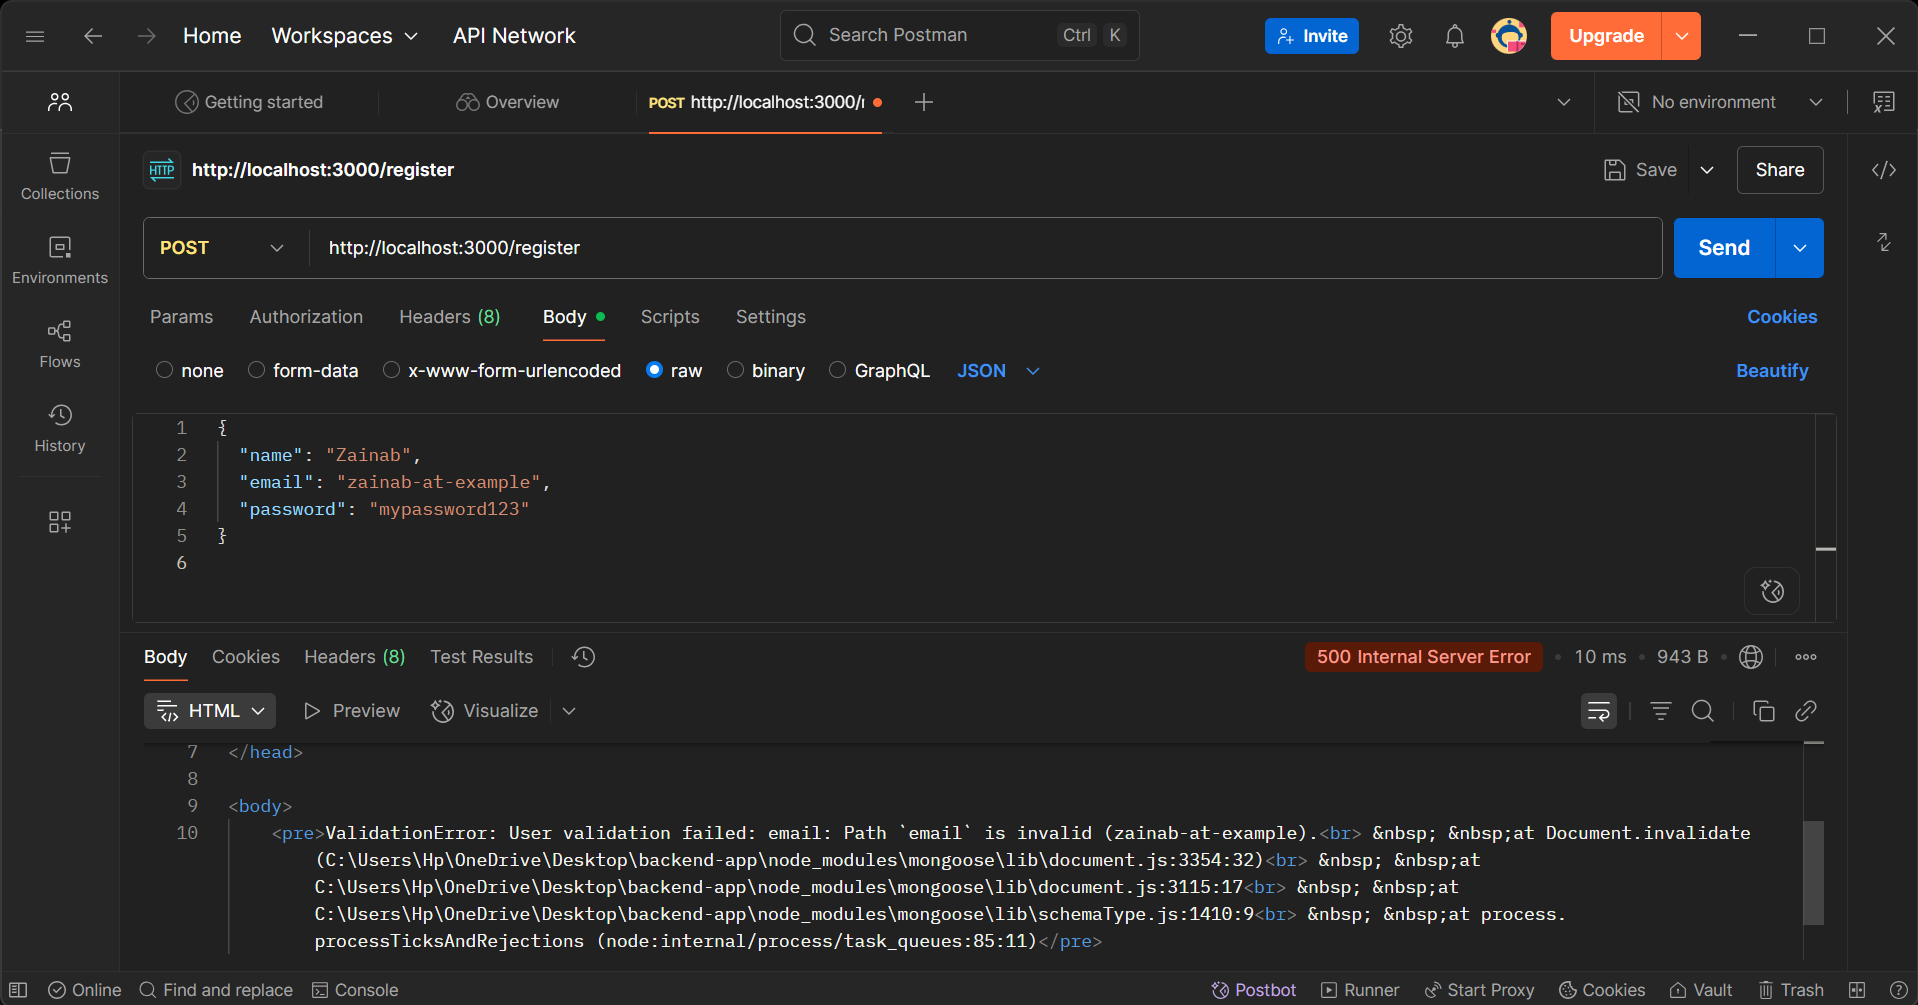 Home Workspaces API Network Search Postman Ctrl K Invite Upgrade
Getting started Overview POST http://localhost:3000/r No environment
HTTP http://localhost:3000/register Save Share
Collections
POST http://localhost:3000/register Send
Environments
Params Authorization Headers (8) Body Scripts Settings Cookies
Flows
none form-data x-www-form-urlencoded raw binary GraphQL JSON Beautify
History
1 {
2 "name": "Zainab",
3 "email": "zainab-at-example",
4 "password": "mypassword123"
5 }
6
Body Cookies Headers (8) Test Results 500 Internal Server Error • 10 ms • 943 B •
HTML Preview Visualize
7 </head>
8
9 <body>
10 <pre>ValidationError: User validation failed: email: Path `email` is invalid (zainab-at-example).<br> &nbsp; &nbsp;at Document.invalidate
(C:\Users\Hp\OneDrive\Desktop\backend-app\node_modules\mongoose\lib\document.js:3354:32)<br> &nbsp; &nbsp;at
C:\Users\Hp\OneDrive\Desktop\backend-app\node_modules\mongoose\lib\document.js:3115:17<br> &nbsp; &nbsp;at
C:\Users\Hp\OneDrive\Desktop\backend-app\node_modules\mongoose\lib\schemaType.js:1410:9<br> &nbsp; &nbsp;at process.
processTicksAndRejections (node:internal/process/task_queues:85:11)</pre>
Online Find and replace Console Postbot Runner Start Proxy Cookies Vault Trash